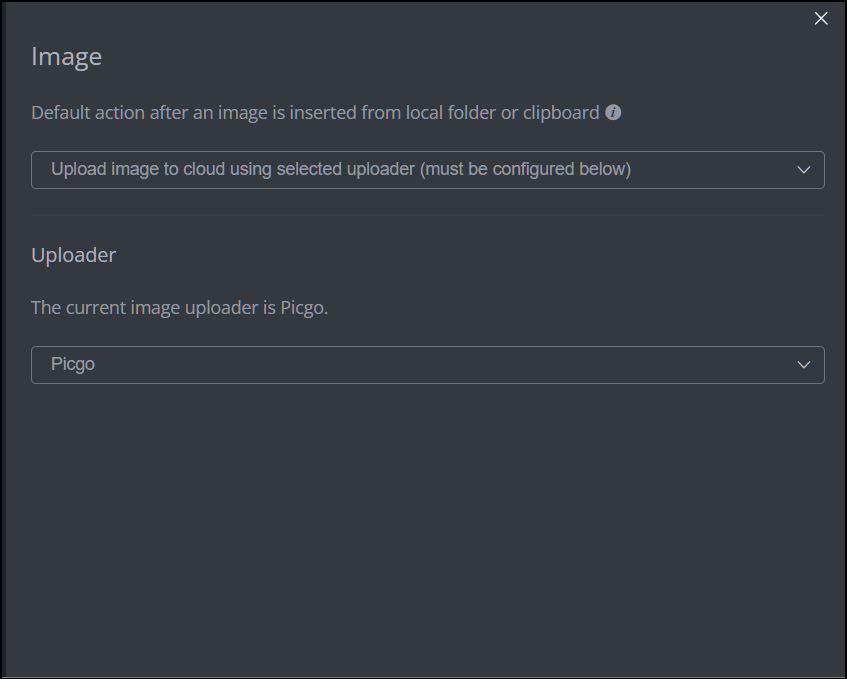 Image
Default action after an image is inserted from local folder or clipboard
Upload image to cloud using selected uploader (must be configured below)
Uploader
The current image uploader is Picgo.
Picgo